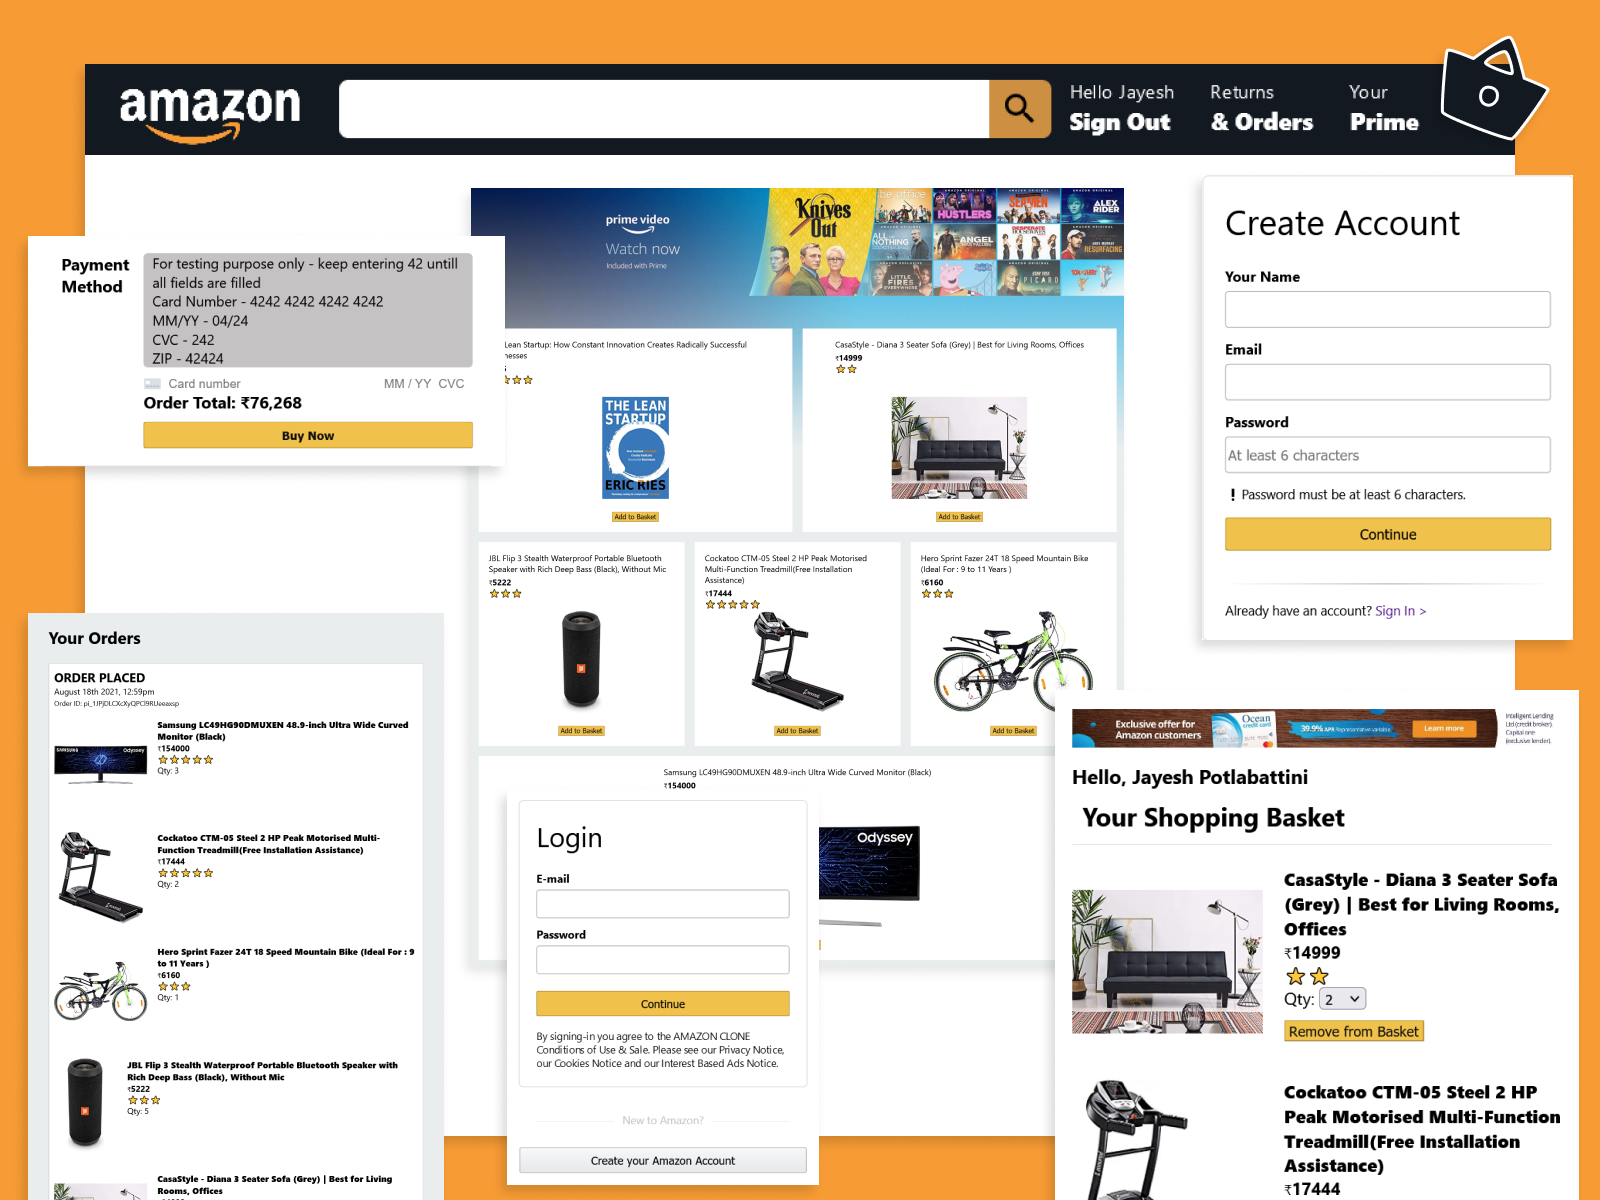 amazon
Hello Jayesh
Sign Out
Returns
& Orders
Your
Prime
Payment
Method
For testing purpose only - keep entering 42 untill
all fields are filled
Card Number - 4242 4242 4242 4242
MM/YY - 04/24
CVC - 242
ZIP - 42424
Card number
MM / YY CVC
Order Total: ₹76,268
Buy Now
prime video
Watch now
Included with Prime
Knives
Out
the office
HUSTLERS
ALEX
RIDER
ALL
NOTHING
ANGEL
DESPERATE
HOUSEWIVES
RESURFACING
LITTLE
FIRES
EVERYWHERE
PICARD
Lean Startup: How Constant Innovation Creates Radically Successful
nesses
THE LEAN
STARTUP
ERIC RIES
Add to Basket
CasaStyle - Diana 3 Seater Sofa (Grey) | Best for Living Rooms, Offices
₹14999
Add to Basket
JBL Flip 3 Stealth Waterproof Portable Bluetooth
Speaker with Rich Deep Bass (Black), Without Mic
₹5222
Add to Basket
Cockatoo CTM-05 Steel 2 HP Peak Motorised
Multi-Function Treadmill(Free Installation
Assistance)
₹17444
Add to Basket
Hero Sprint Fazer 24T 18 Speed Mountain Bike
(Ideal For : 9 to 11 Years )
₹6160
Add to Basket
Samsung LC49HG90DMUXEN 48.9-inch Ultra Wide Curved Monitor (Black)
₹154000
Odyssey
Create Account
Your Name
Email
Password
At least 6 characters
! Password must be at least 6 characters.
Continue
Already have an account? Sign In >
Your Orders
ORDER PLACED
August 18th 2021, 12:59pm
Order ID: pi_1JPjDLCXcXyQPCl9RUeeaxsp
SAMSUNG
Odyssey
Samsung LC49HG90DMUXEN 48.9-inch Ultra Wide Curved
Monitor (Black)
₹154000
Qty: 3
Cockatoo CTM-05 Steel 2 HP Peak Motorised Multi-
Function Treadmill(Free Installation Assistance)
₹17444
Qty: 2
Hero Sprint Fazer 24T 18 Speed Mountain Bike (Ideal For : 9
to 11 Years )
₹6160
Qty: 1
JBL Flip 3 Stealth Waterproof Portable Bluetooth Speaker with
Rich Deep Bass (Black), Without Mic
₹5222
Qty: 5
CasaStyle - Diana 3 Seater Sofa (Grey) | Best for Living
Rooms, Offices
Login
E-mail
Password
Continue
By signing-in you agree to the AMAZON CLONE
Conditions of Use & Sale. Please see our Privacy Notice,
our Cookies Notice and our Interest Based Ads Notice.
New to Amazon?
Create your Amazon Account
Exclusive offer for
Amazon customers
Ocean
credit card
39.9% APR Representative variable
Learn more
Intelligent Lending
Ltd (credit broker).
Capital one
(exclusive lender).
Hello, Jayesh Potlabattini
Your Shopping Basket
CasaStyle - Diana 3 Seater Sofa
(Grey) | Best for Living Rooms,
Offices
₹14999
Qty: 2
Remove from Basket
Cockatoo CTM-05 Steel 2 HP
Peak Motorised Multi-Function
Treadmill(Free Installation
Assistance)
₹17444